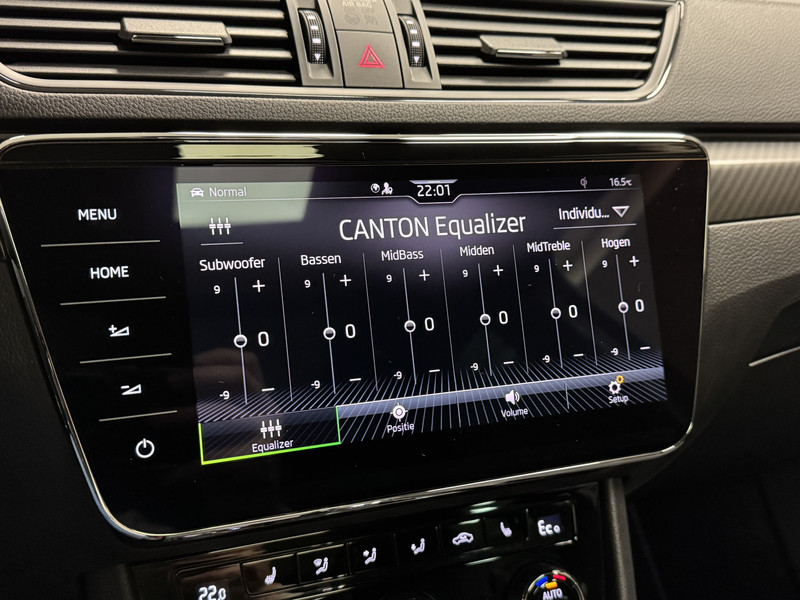 AIR BAG
Normal
22:01
16.5°C
CANTON Equalizer
Individu...
MENU
HOME
Subwoofer
Bassen
MidBass
Midden
MidTreble
Hogen
9 + 9 + 9 + 9 + 9 + 9 +
0 0 0 0 0 0
-9 − -9 − -9 − -9 − -9 − -9 −
Equalizer
Positie
Volume
Setup
22.0
Eco
AUTO